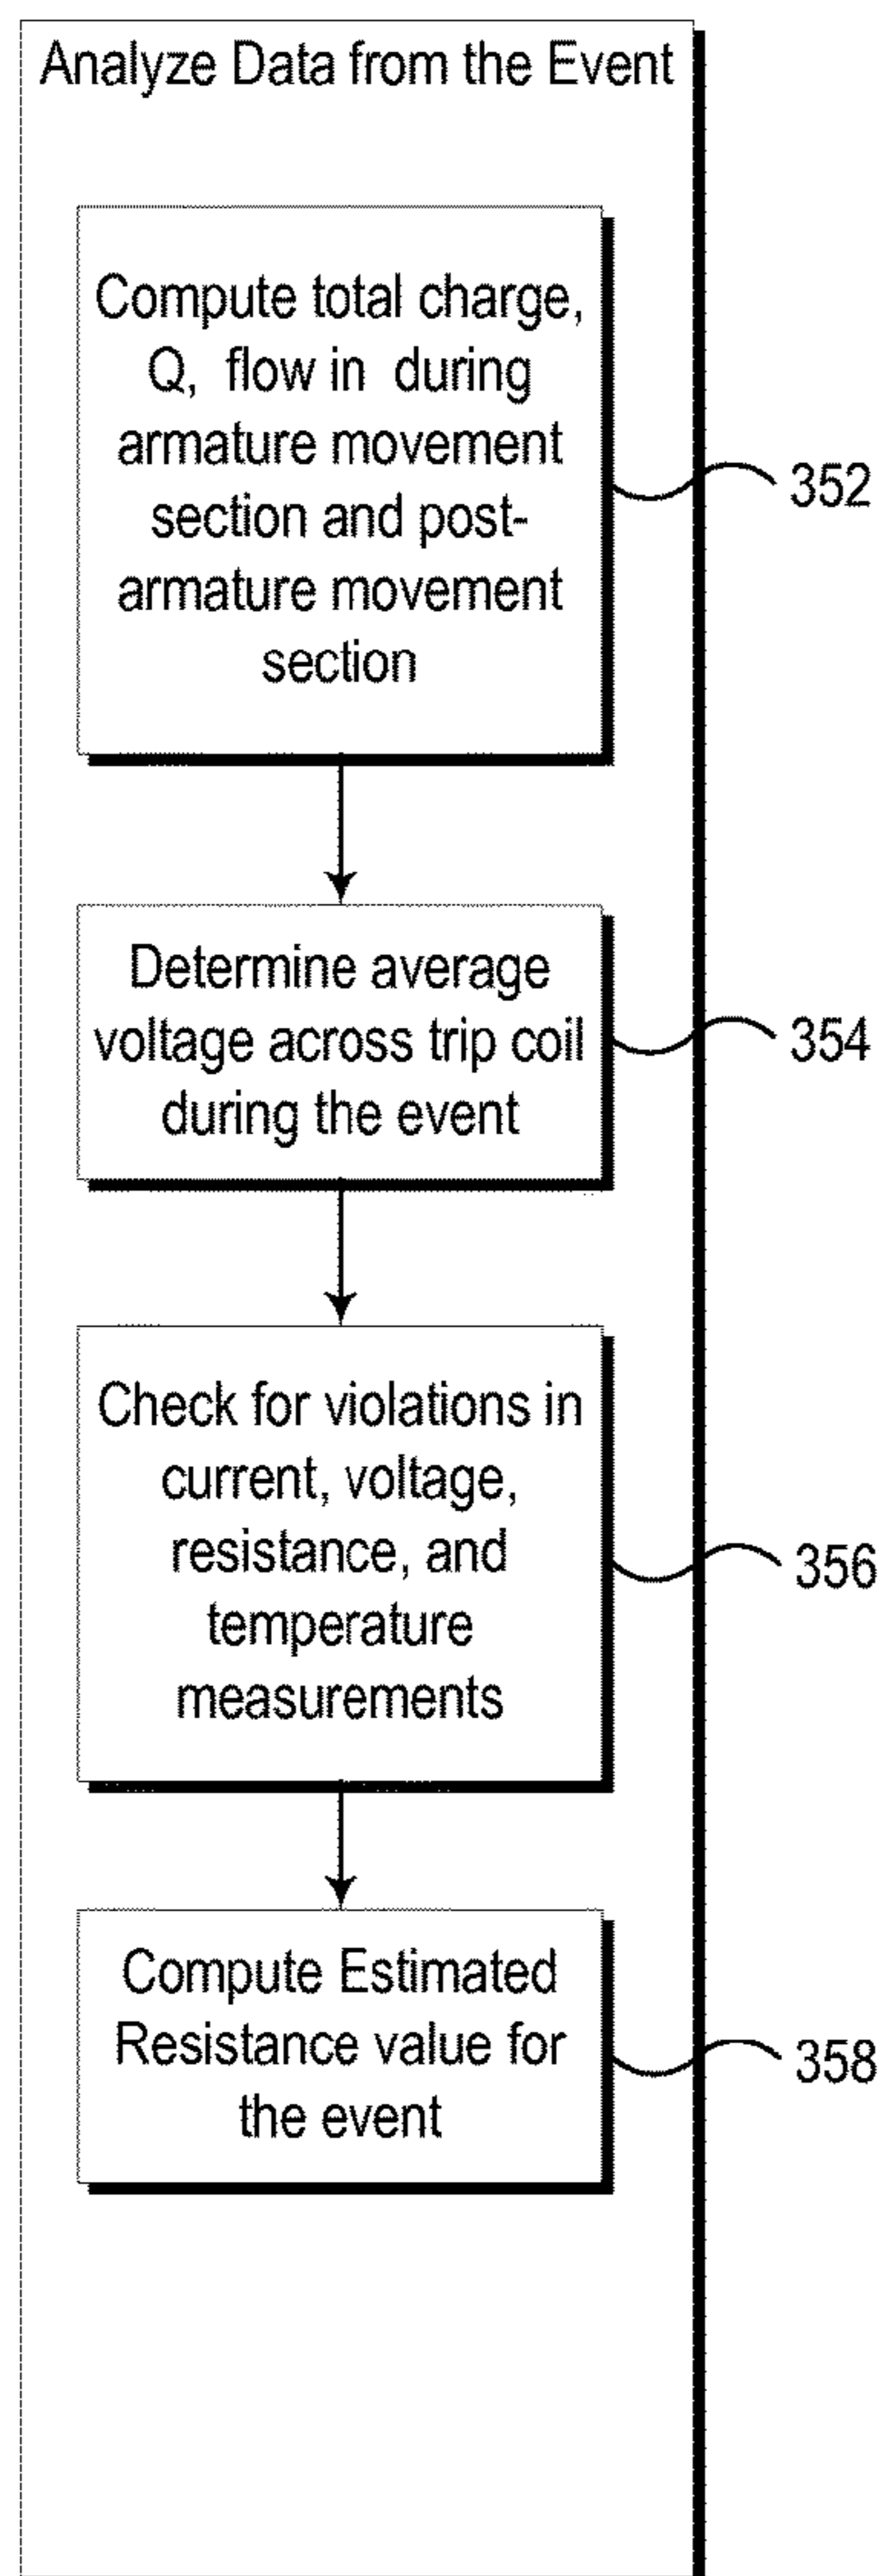 Analyze Data from the Event
Compute total charge,
Q, flow in during
armature movement
section and post-
armature movement
section
352
Determine average
voltage across trip coil
during the event
354
Check for violations in
current, voltage,
resistance, and
temperature
measurements
356
Compute Estimated
Resistance value for
the event
358